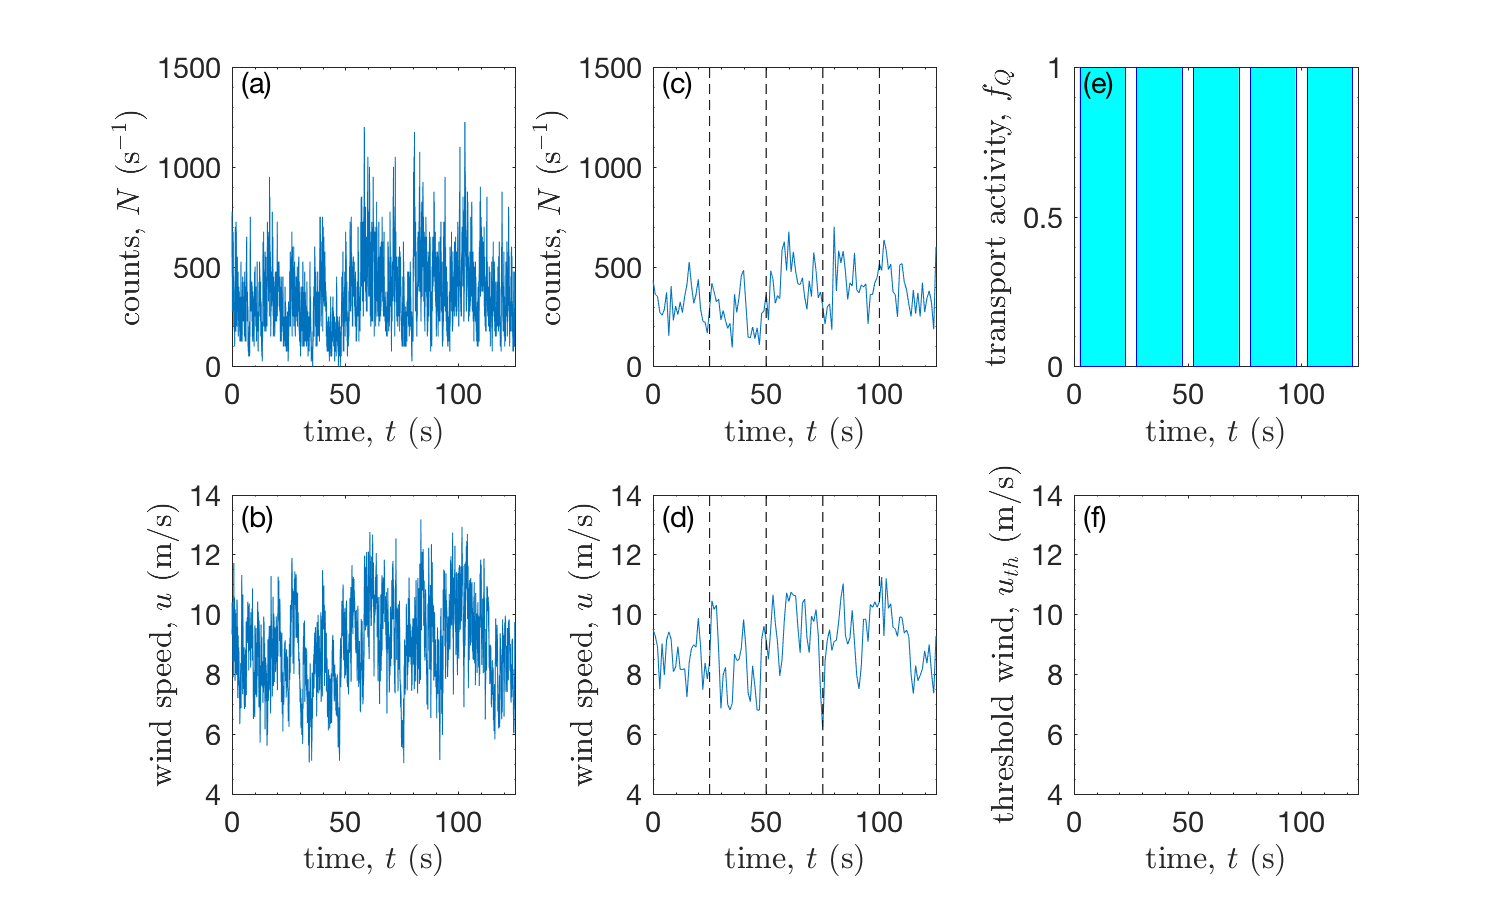 (a)
1500
1000
500
0
counts, N (s⁻¹)
0 50 100
time, t (s)
(c)
1500
1000
500
0
counts, N (s⁻¹)
0 50 100
time, t (s)
(e)
1
0.5
0
transport activity, f_Q
0 50 100
time, t (s)
(b)
14
12
10
8
6
4
wind speed, u (m/s)
0 50 100
time, t (s)
(d)
14
12
10
8
6
4
wind speed, u (m/s)
0 50 100
time, t (s)
(f)
14
12
10
8
6
4
threshold wind, u_th (m/s)
0 50 100
time, t (s)